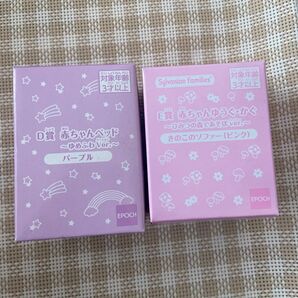 対象年齢
3才以上
D賞 赤ちゃんベッド
～ゆめふわver.～
パープル
EPOCH
Sylvanian Families
対象年齢
3才以上
E賞 赤ちゃんゆうぐ・かぐ
きのこのソファー(ピンク)
EPOCH